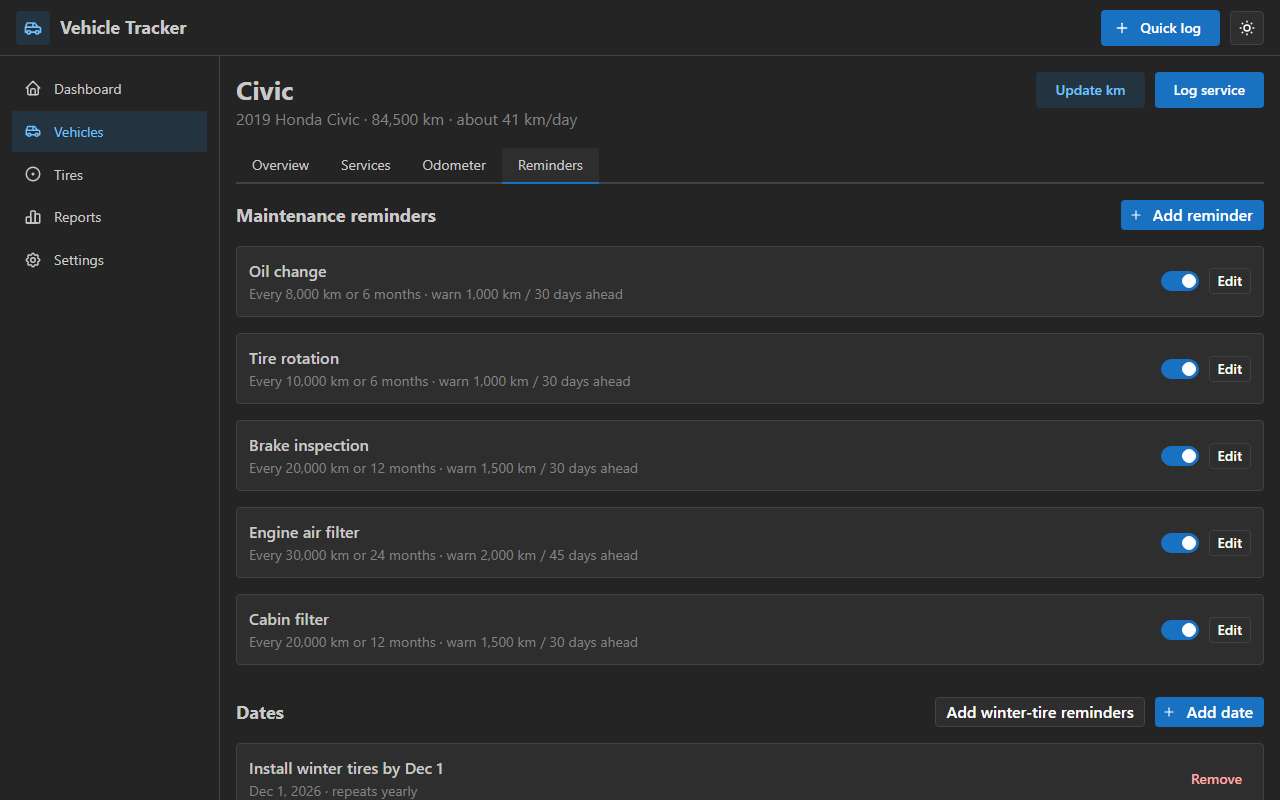 Vehicle Tracker
Quick log
Dashboard
Vehicles
Tires
Reports
Settings
Civic
2019 Honda Civic · 84,500 km · about 41 km/day
Update km
Log service
Overview
Services
Odometer
Reminders
Maintenance reminders
Add reminder
Oil change
Every 8,000 km or 6 months · warn 1,000 km / 30 days ahead
Edit
Tire rotation
Every 10,000 km or 6 months · warn 1,000 km / 30 days ahead
Edit
Brake inspection
Every 20,000 km or 12 months · warn 1,500 km / 30 days ahead
Edit
Engine air filter
Every 30,000 km or 24 months · warn 2,000 km / 45 days ahead
Edit
Cabin filter
Every 20,000 km or 12 months · warn 1,500 km / 30 days ahead
Edit
Dates
Add winter-tire reminders
Add date
Install winter tires by Dec 1
Dec 1, 2026 · repeats yearly
Remove